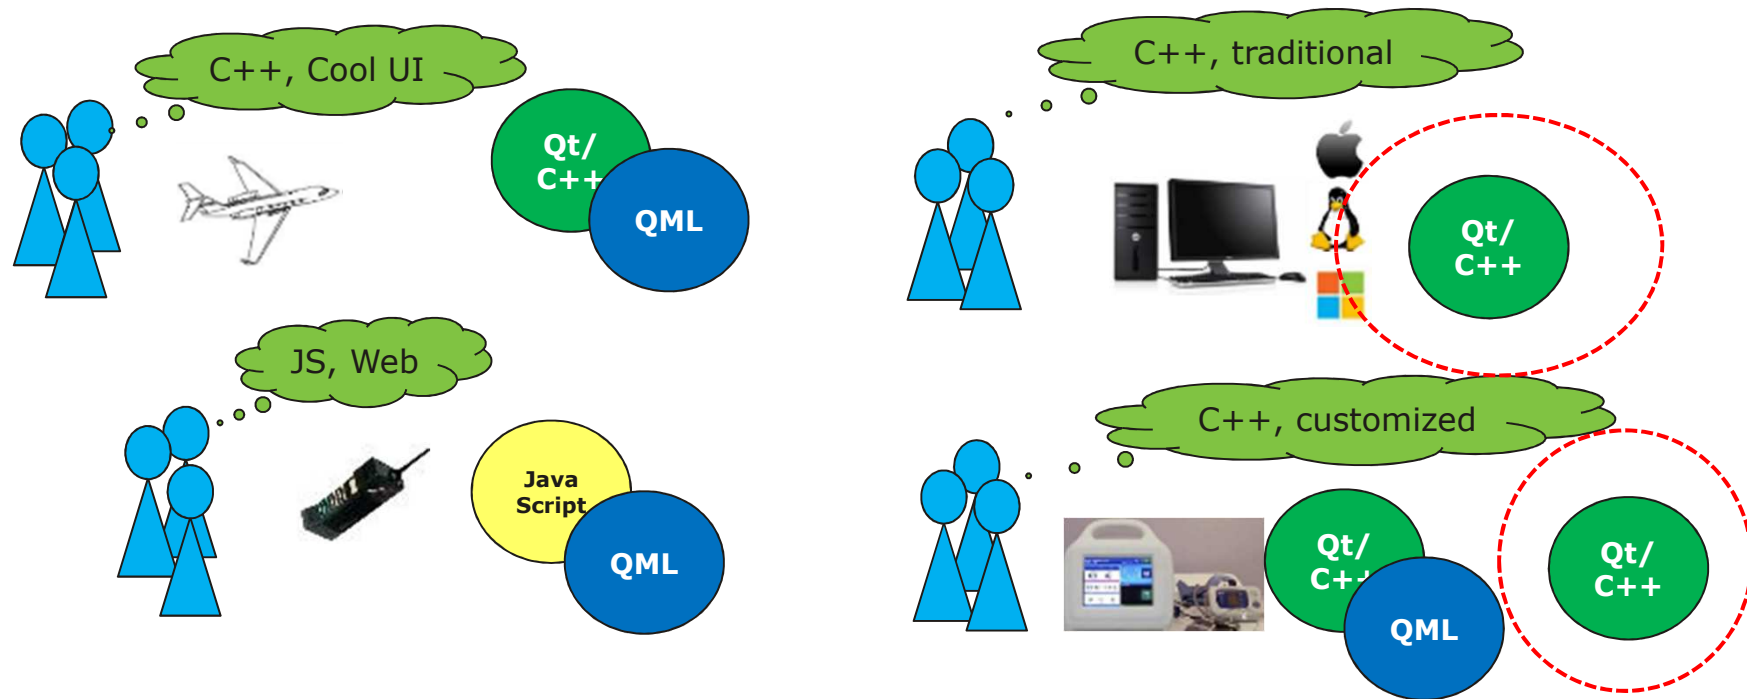 C++, Cool UI
Qt/
C++
QML
C++, traditional
Qt/
C++
JS, Web
Java
Script
QML
C++, customized
Qt/
C++
QML
Qt/
C++